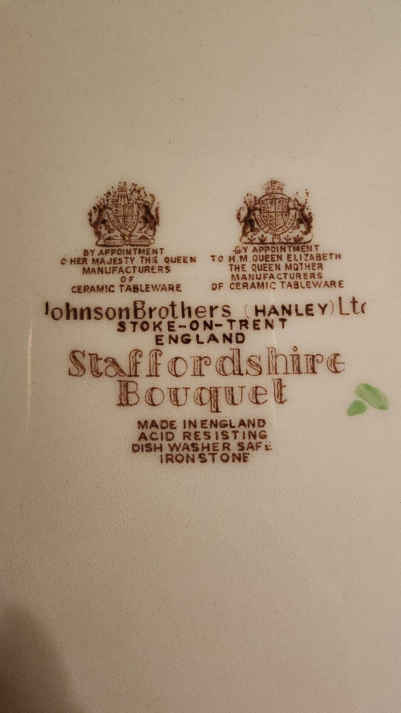 BY APPOINTMENT
HER MAJESTY THE QUEEN
MANUFACTURERS
OF
CERAMIC TABLEWARE
BY APPOINTMENT
TO H.M. QUEEN ELIZABETH
THE QUEEN MOTHER
MANUFACTURERS
OF CERAMIC TABLEWARE
Johnson Brothers (HANLEY) Ltd
STOKE-ON-TRENT
ENGLAND
Staffordshire
Bouquet
MADE IN ENGLAND
ACID RESISTING
DISH WASHER SAFE
IRONSTONE